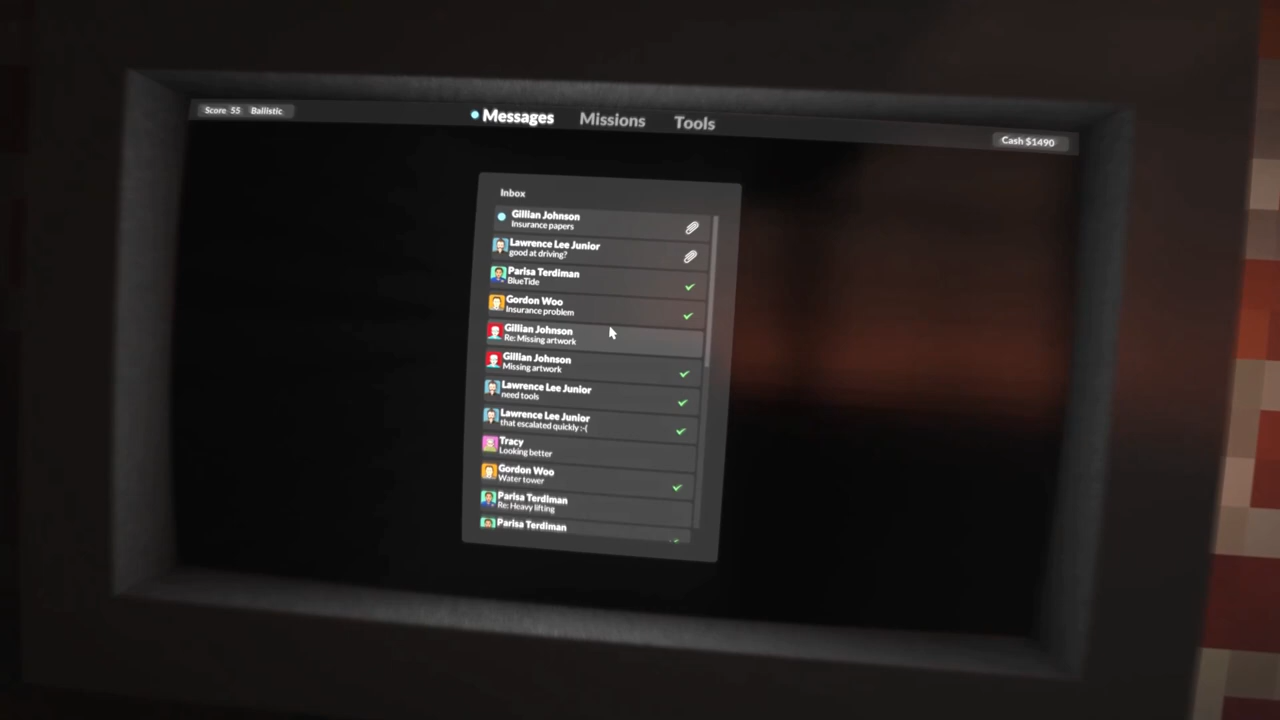 Score 55 Ballistic
Messages Missions Tools
Cash $1490
Inbox
Gillian Johnson
Insurance papers
Lawrence Lee Junior
good at driving?
Parisa Terdiman
BlueTide
Gordon Woo
Insurance problem
Gillian Johnson
Re: Missing artwork
Gillian Johnson
Missing artwork
Lawrence Lee Junior
need tools
Lawrence Lee Junior
that escalated quickly :-(
Tracy
Looking better
Gordon Woo
Water tower
Parisa Terdiman
Re: Heavy lifting
Parisa Terdiman